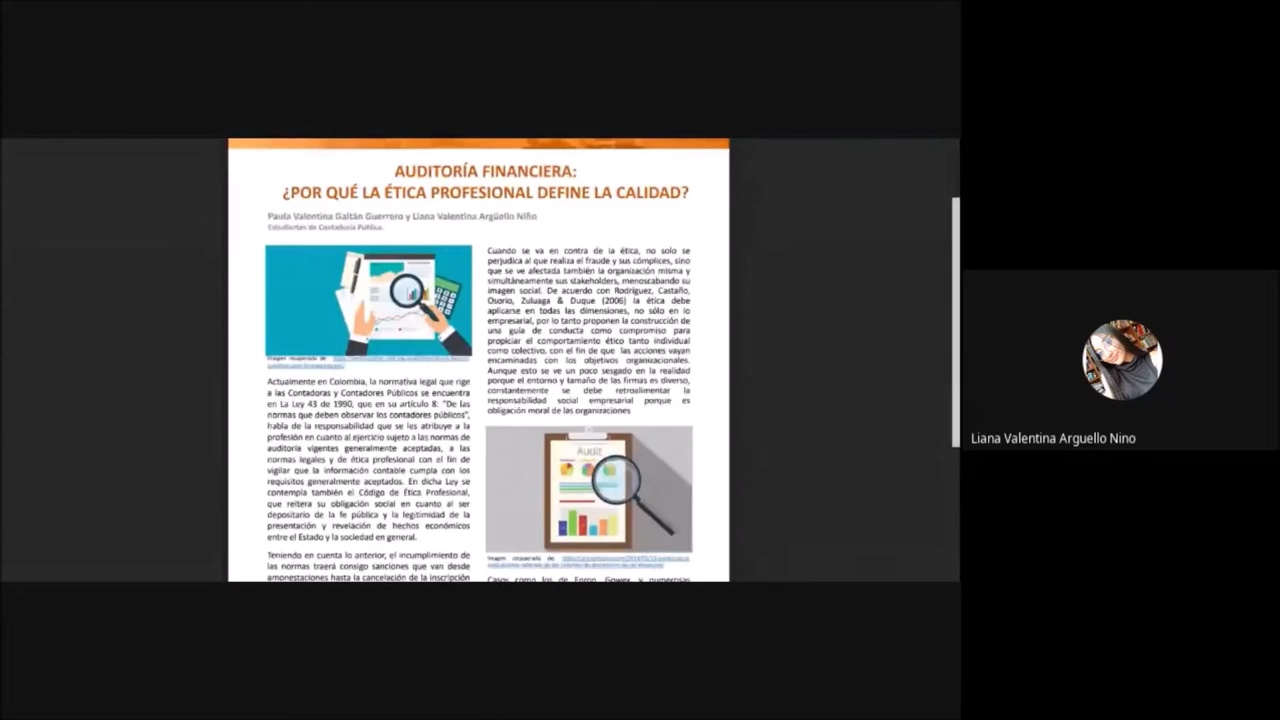 AUDITORÍA FINANCIERA:
¿POR QUÉ LA ÉTICA PROFESIONAL DEFINE LA CALIDAD?
Paula Valentina Gaitán Guerrero y Liana Valentina Argüello Niño
Estudiantes de Contaduría Pública.
Imagen recuperada de
Actualmente en Colombia, la normativa legal que rige
a las Contadoras y Contadores Públicos se encuentra
en La Ley 43 de 1990, que en su artículo 8: "De las
normas que deben observar los contadores públicos",
habla de la responsabilidad que se les atribuye a la
profesión en cuanto al ejercicio sujeto a las normas de
auditoría vigentes generalmente aceptadas, a las
normas legales y de ética profesional con el fin de
vigilar que la información contable cumpla con los
requisitos generalmente aceptados. En dicha Ley se
contempla también el Código de Ética Profesional,
que reitera su obligación social en cuanto al ser
depositario de la fe pública y la legitimidad de la
presentación y revelación de hechos económicos
entre el Estado y la sociedad en general.
Teniendo en cuenta lo anterior, el incumplimiento de
las normas traerá consigo sanciones que van desde
amonestaciones hasta la cancelación de la inscripción
Cuando se va en contra de la ética, no solo se
perjudica al que realiza el fraude y sus cómplices, sino
que se ve afectada también la organización misma y
simultáneamente sus stakeholders, menoscabando su
imagen social. De acuerdo con Rodríguez, Castaño,
Osorio, Zuluaga & Duque (2006) la ética debe
aplicarse en todas las dimensiones, no sólo en lo
empresarial, por lo tanto proponen la construcción de
una guía de conducta como compromiso para
propiciar el comportamiento ético tanto individual
como colectivo, con el fin de que las acciones vayan
encaminadas con los objetivos organizacionales.
Aunque esto se ve un poco sesgado en la realidad
porque el entorno y tamaño de las firmas es diverso,
constantemente se debe retroalimentar la
responsabilidad social empresarial porque es
obligación moral de las organizaciones
Audit
Imagen recuperada de
Casos como los de Enron, Gowex y numerosas
Liana Valentina Arguello Nino